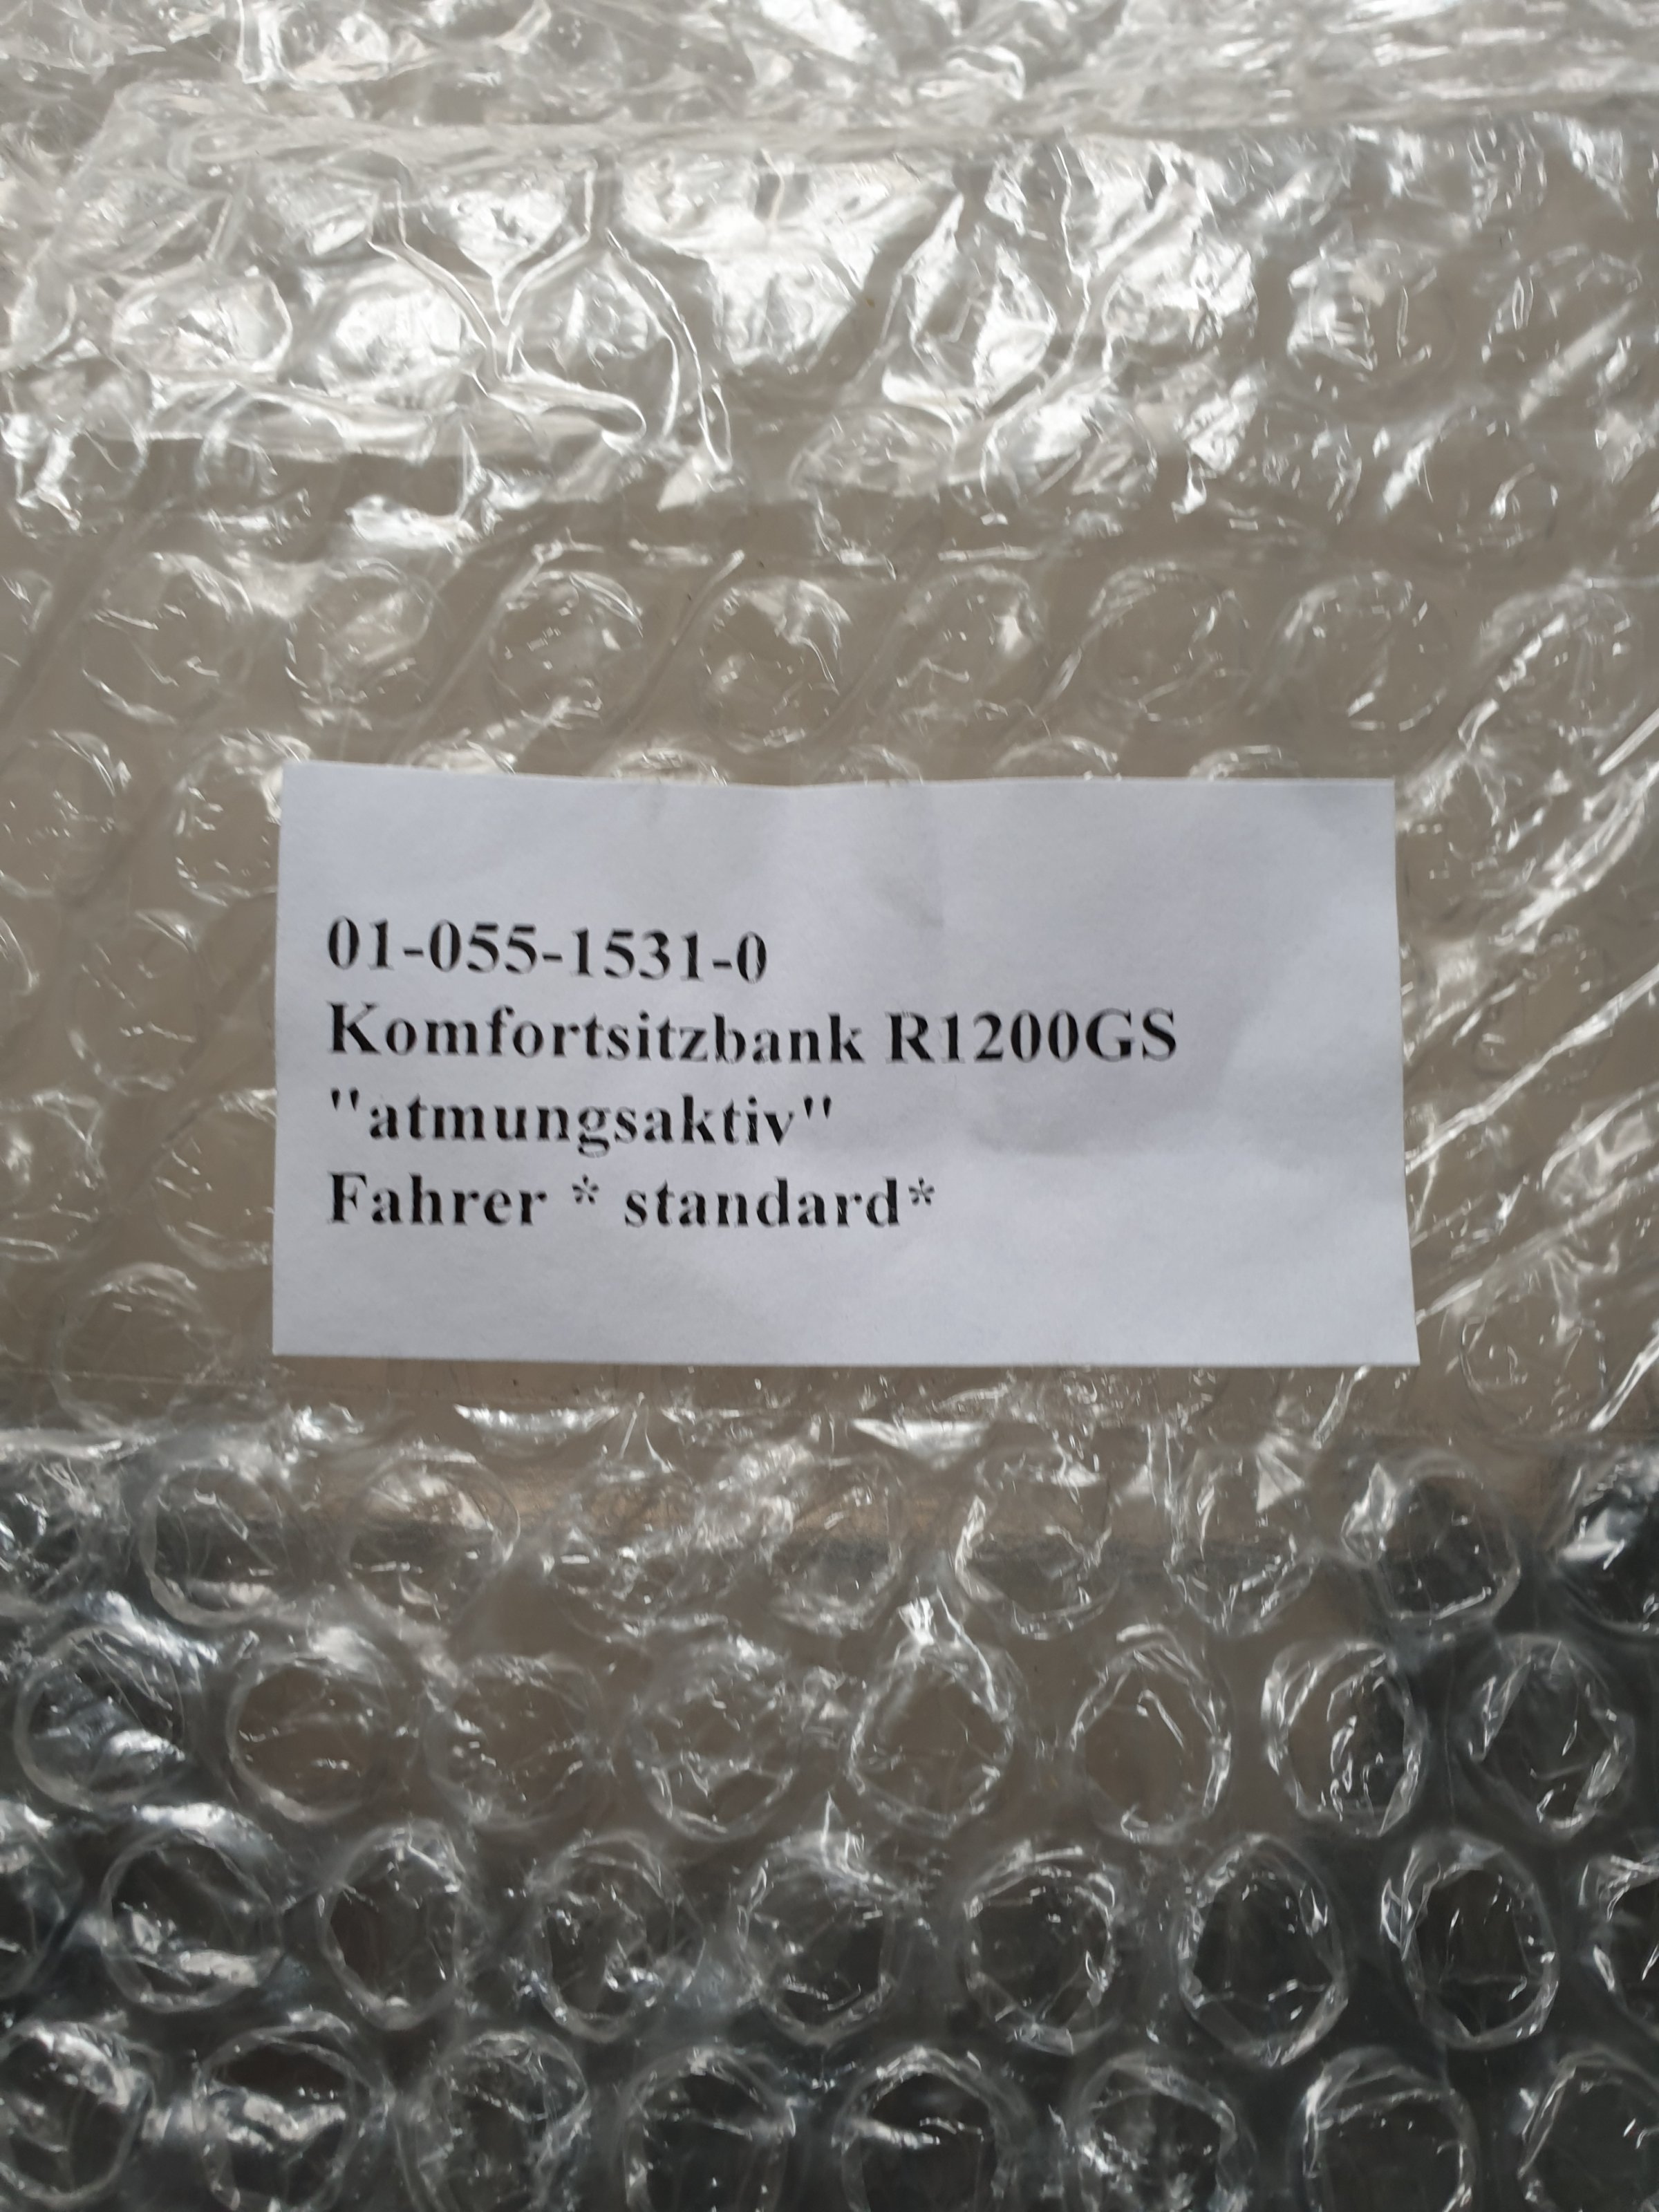 01-055-1531-0
Komfortsitzbank R1200GS
"atmungsaktiv"
Fahrer * standard*